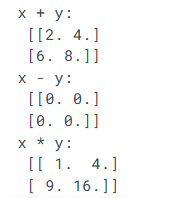 x + y:
 [[2. 4.]
 [6. 8.]]
x - y:
 [[0. 0.]
 [0. 0.]]
x * y:
 [[ 1.  4.]
 [ 9. 16.]]